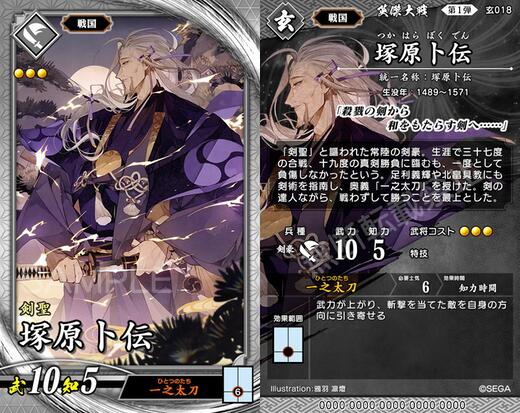 戦国
剣聖
塚原卜伝
武10知5
ひとつのたち
一之太刀
6
玄
戦国
英傑大戦
第1弾
玄018
つか はら ぼく でん
塚原卜伝
統一名称:塚原卜伝
生没年:1489~1571
「殺戮の剣から
和をもたらす剣へ……」
「剣聖」と謳われた常陸の剣豪。生涯で三十七度
の合戦、十九度の真剣勝負に臨むも、一度として
負傷しなかったという。足利義輝や北畠具教にも
剣術を指南し、奥義「一之太刀」を授けた。剣の
達人ながら、戦わずして勝つことを最上とした。
兵種 武力 知力 武将コスト
剣豪 10 5 特技
ひとつのたち 必要士気 効果時間
一之太刀 6 知力時間
効果範囲
武力が上がり、斬撃を当てた敵を自身の方
向に引き寄せる
Illustration:獅羽 凛燈
©SEGA
0000-0000-0000-0000-0000